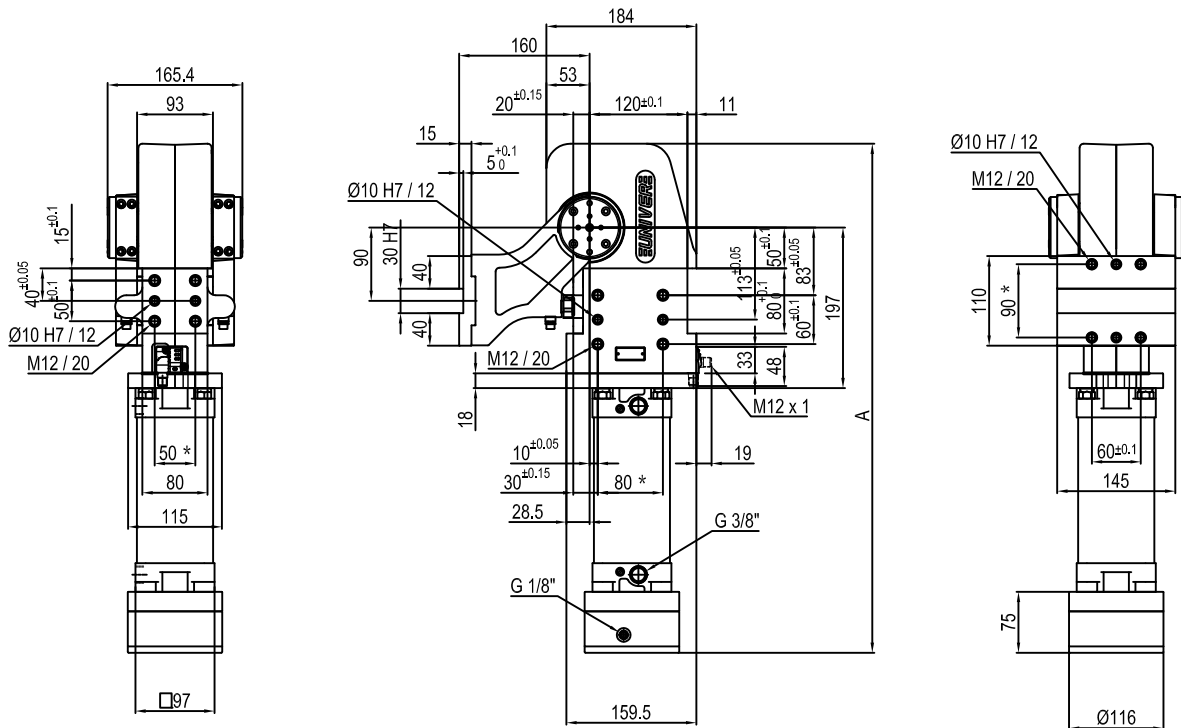 165.4
93
15±0.1
40±0.05
50±0.1
Ø10 H7 / 12
M12 / 20
50 *
80
115
□97
184
160
53
20±0.15
120±0.1
11
15
5 +0.1 0
Ø10 H7 / 12
90
30 H7
40
40
UNIVER
50±0.1
83±0.05
113±0.05
80 +0.1 0
60±0.1
197
33
48
A
M12 / 20
M12 x 1
18
10±0.05
19
30±0.15
80 *
28.5
G 3/8"
G 1/8"
159.5
Ø10 H7 / 12
M12 / 20
110
90 *
60±0.1
145
75
Ø116